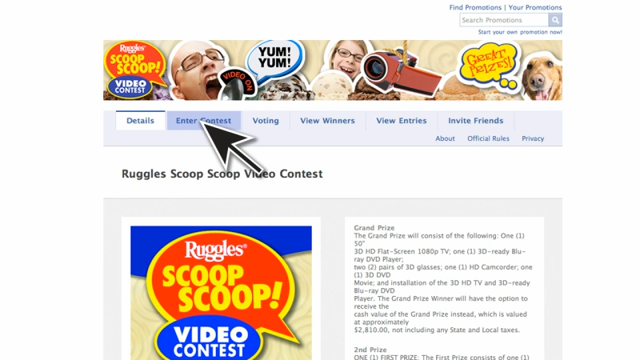 Find Promotions | Your Promotions
Search Promotions
Start your own promotion now!
Ruggles
SCOOP
SCOOP!
VIDEO
CONTEST
YUM!
YUM!
VIDEO ON
GREAT
PRIZES!
Details
Enter Contest
Voting
View Winners
View Entries
Invite Friends
About
Official Rules
Privacy
Ruggles Scoop Scoop Video Contest
Ruggles®
SCOOP
SCOOP!
VIDEO
CONTEST
Grand Prize
The Grand Prize will consist of the following: One (1)
50"
3D HD Flat-Screen 1080p TV; one (1) 3D-ready Blu-
ray DVD Player;
two (2) pairs of 3D glasses; one (1) HD Camcorder; one
(1) 3D DVD
Movie; and installation of the 3D HD TV and 3D-ready
Blu-ray DVD
Player. The Grand Prize Winner will have the option to
receive the
cash value of the Grand Prize instead, which is valued
at approximately
$2,810.00, not including any State and Local taxes.
2nd Prize
ONE (1) FIRST PRIZE: The First Prize consists of one (1)